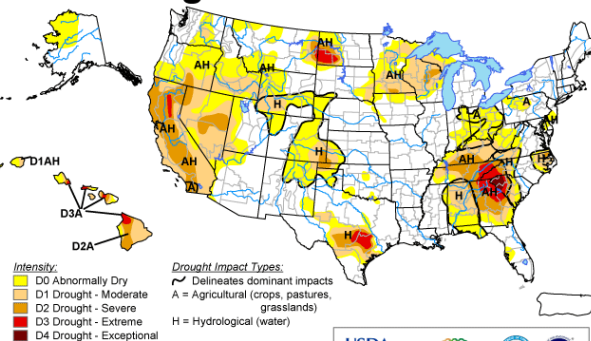 AH
AH
AH
AH
H
A
A
AH
AH
AH
A
H
AH
H
H
H
AH
H
D1AH
D3A
D2A
Intensity:
D0 Abnormally Dry
D1 Drought - Moderate
D2 Drought - Severe
D3 Drought - Extreme
D4 Drought - Exceptional
Drought Impact Types:
Delineates dominant impacts
A = Agricultural (crops, pastures,
grasslands)
H = Hydrological (water)
USDA